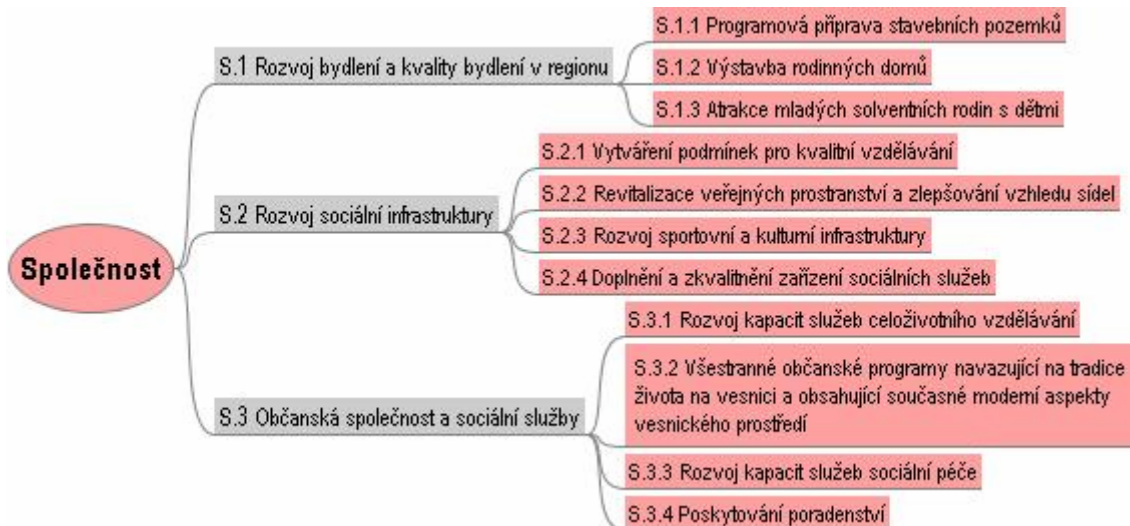 Společnost
S.1 Rozvoj bydlení a kvality bydlení v regionu
S.1.1 Programová příprava stavebních pozemků
S.1.2 Výstavba rodinných domů
S.1.3 Atrakce mladých solventních rodin s dětmi
S.2 Rozvoj sociální infrastruktury
S.2.1 Vytváření podmínek pro kvalitní vzdělávání
S.2.2 Revitalizace veřejných prostranství a zlepšování vzhledu sídel
S.2.3 Rozvoj sportovní a kulturní infrastruktury
S.2.4 Doplnění a zkvalitnění zařízení sociálních služeb
S.3 Občanská společnost a sociální služby
S.3.1 Rozvoj kapacit služeb celoživotního vzdělávání
S.3.2 Všestranné občanské programy navazující na tradice
života na vesnici a obsahující současné moderní aspekty
vesnického prostředí
S.3.3 Rozvoj kapacit služeb sociální péče
S.3.4 Poskytování poradenství